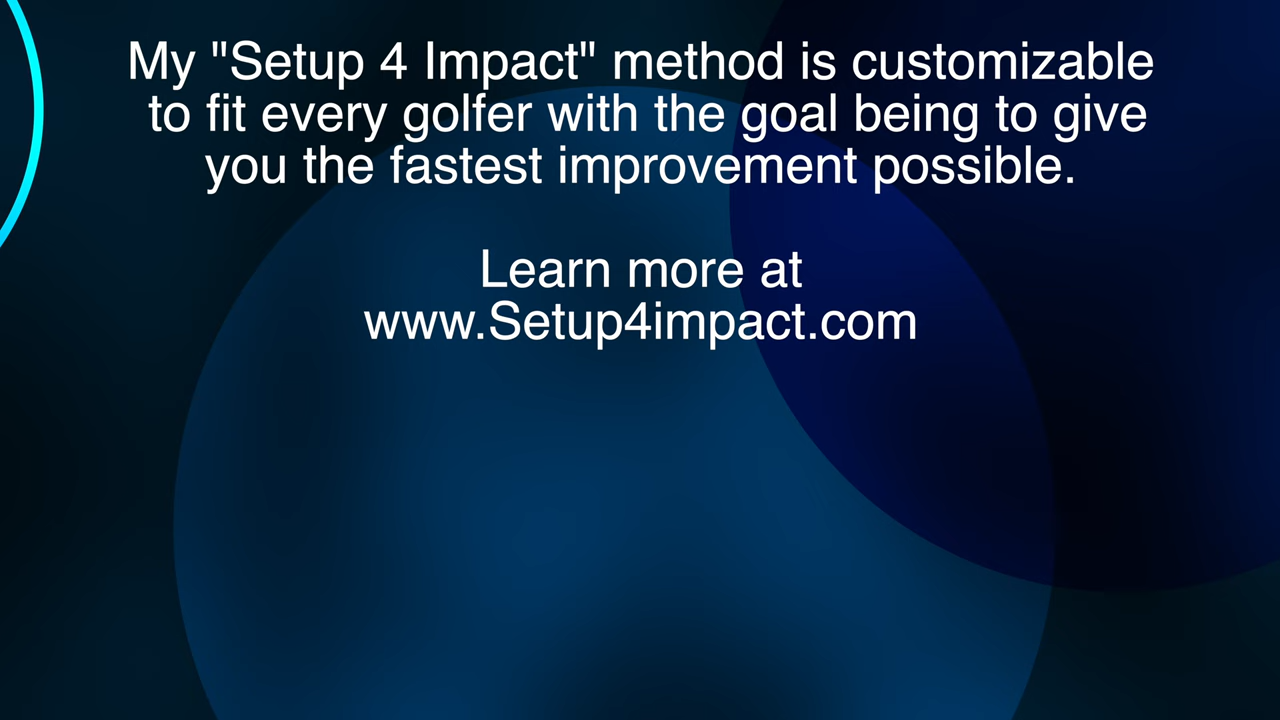 My "Setup 4 Impact" method is customizable
to fit every golfer with the goal being to give
you the fastest improvement possible.
Learn more at
www.Setup4impact.com